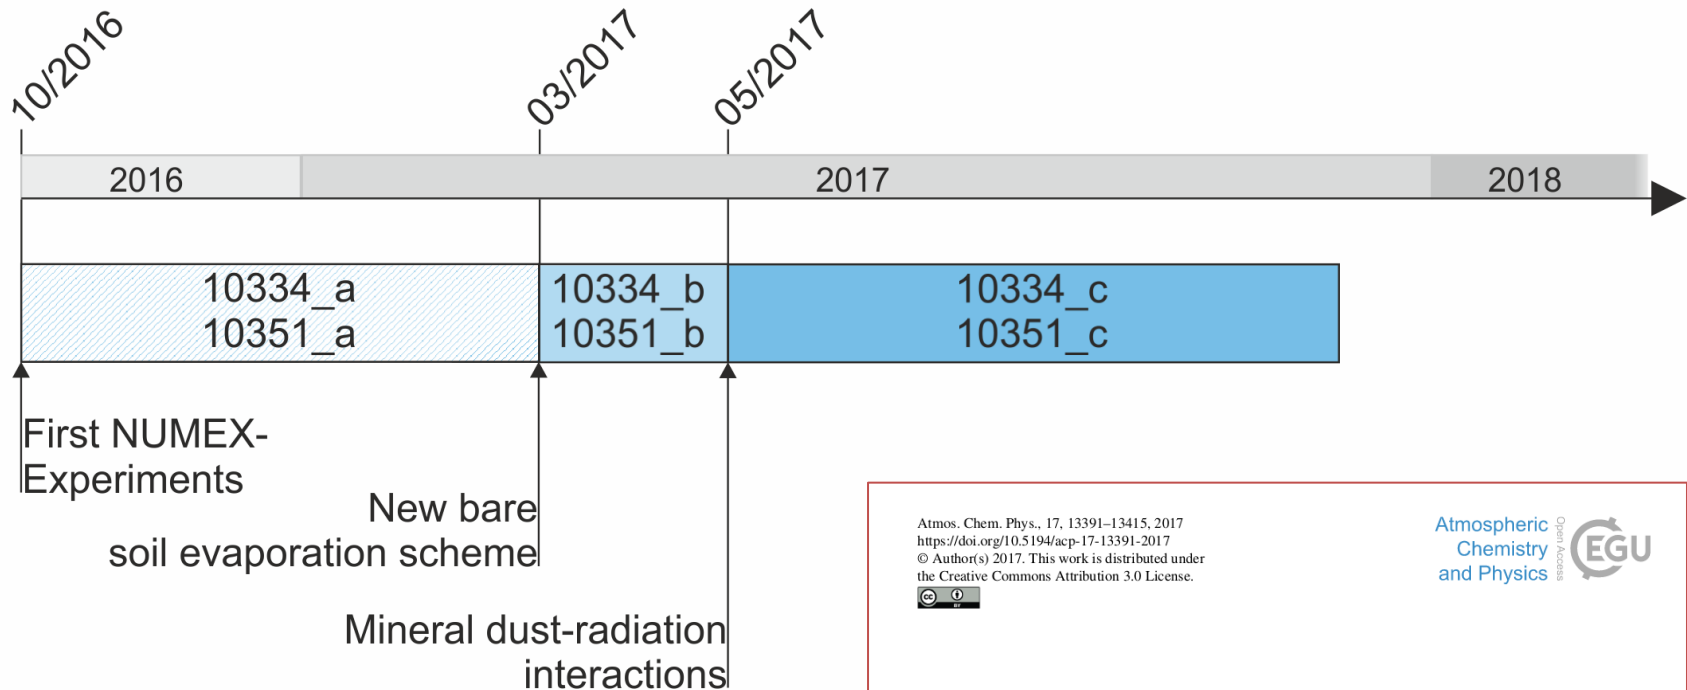 10/2016
03/2017
05/2017
2016
2017
2018
10334_a
10351_a
10334_b
10351_b
10334_c
10351_c
First NUMEX-
Experiments
New bare
soil evaporation scheme
Mineral dust-radiation
interactions
Atmos. Chem. Phys., 17, 13391–13415, 2017
https://doi.org/10.5194/acp-17-13391-2017
© Author(s) 2017. This work is distributed under
the Creative Commons Attribution 3.0 License.
cc
BY
Atmospheric
Chemistry
and Physics
Open Access
EGU